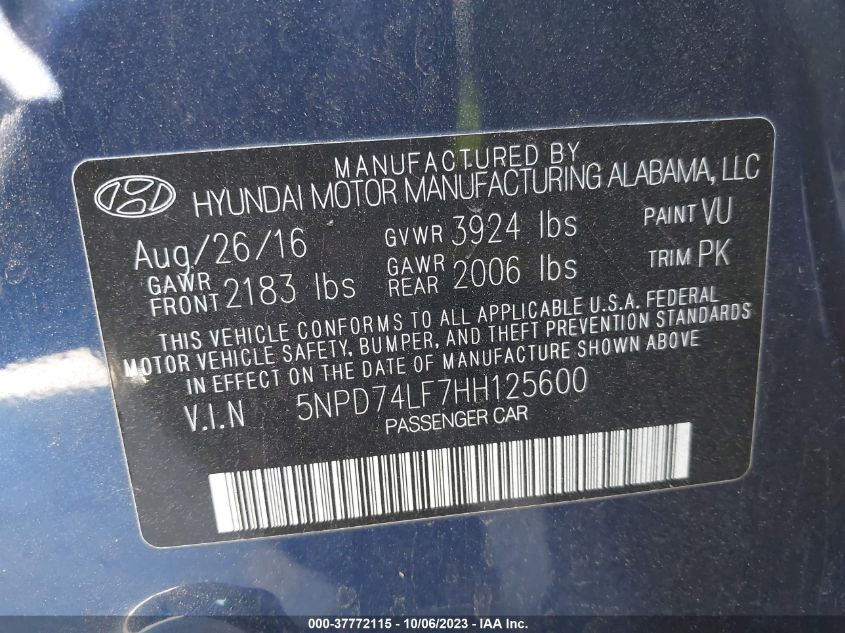 MANUFACTURED BY
HYUNDAI MOTOR MANUFACTURING ALABAMA, LLC
Aug/26/16 GVWR 3924 lbs PAINT VU
GAWR FRONT 2183 lbs GAWR REAR 2006 lbs TRIM PK
THIS VEHICLE CONFORMS TO ALL APPLICABLE U.S.A. FEDERAL
MOTOR VEHICLE SAFETY, BUMPER, AND THEFT PREVENTION STANDARDS
IN EFFECT ON THE DATE OF MANUFACTURE SHOWN ABOVE
V.I.N 5NPD74LF7HH125600
PASSENGER CAR
000-37772115 - 10/06/2023 - © IAA Inc.